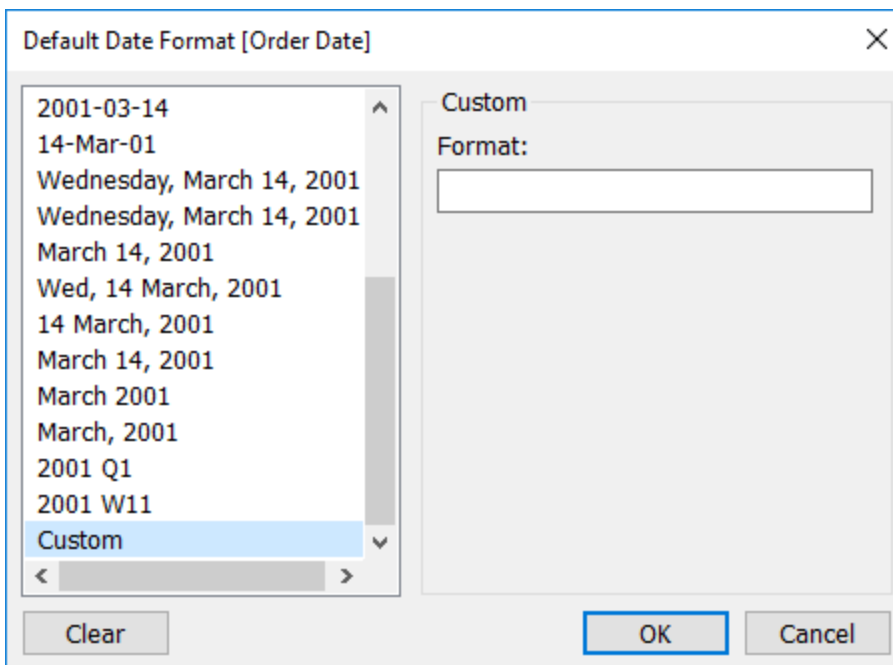 Default Date Format [Order Date]
2001-03-14
14-Mar-01
Wednesday, March 14, 2001
Wednesday, March 14, 2001
March 14, 2001
Wed, 14 March, 2001
14 March, 2001
March 14, 2001
March 2001
March, 2001
2001 Q1
2001 W11
Custom
Custom
Format:
Clear
OK
Cancel